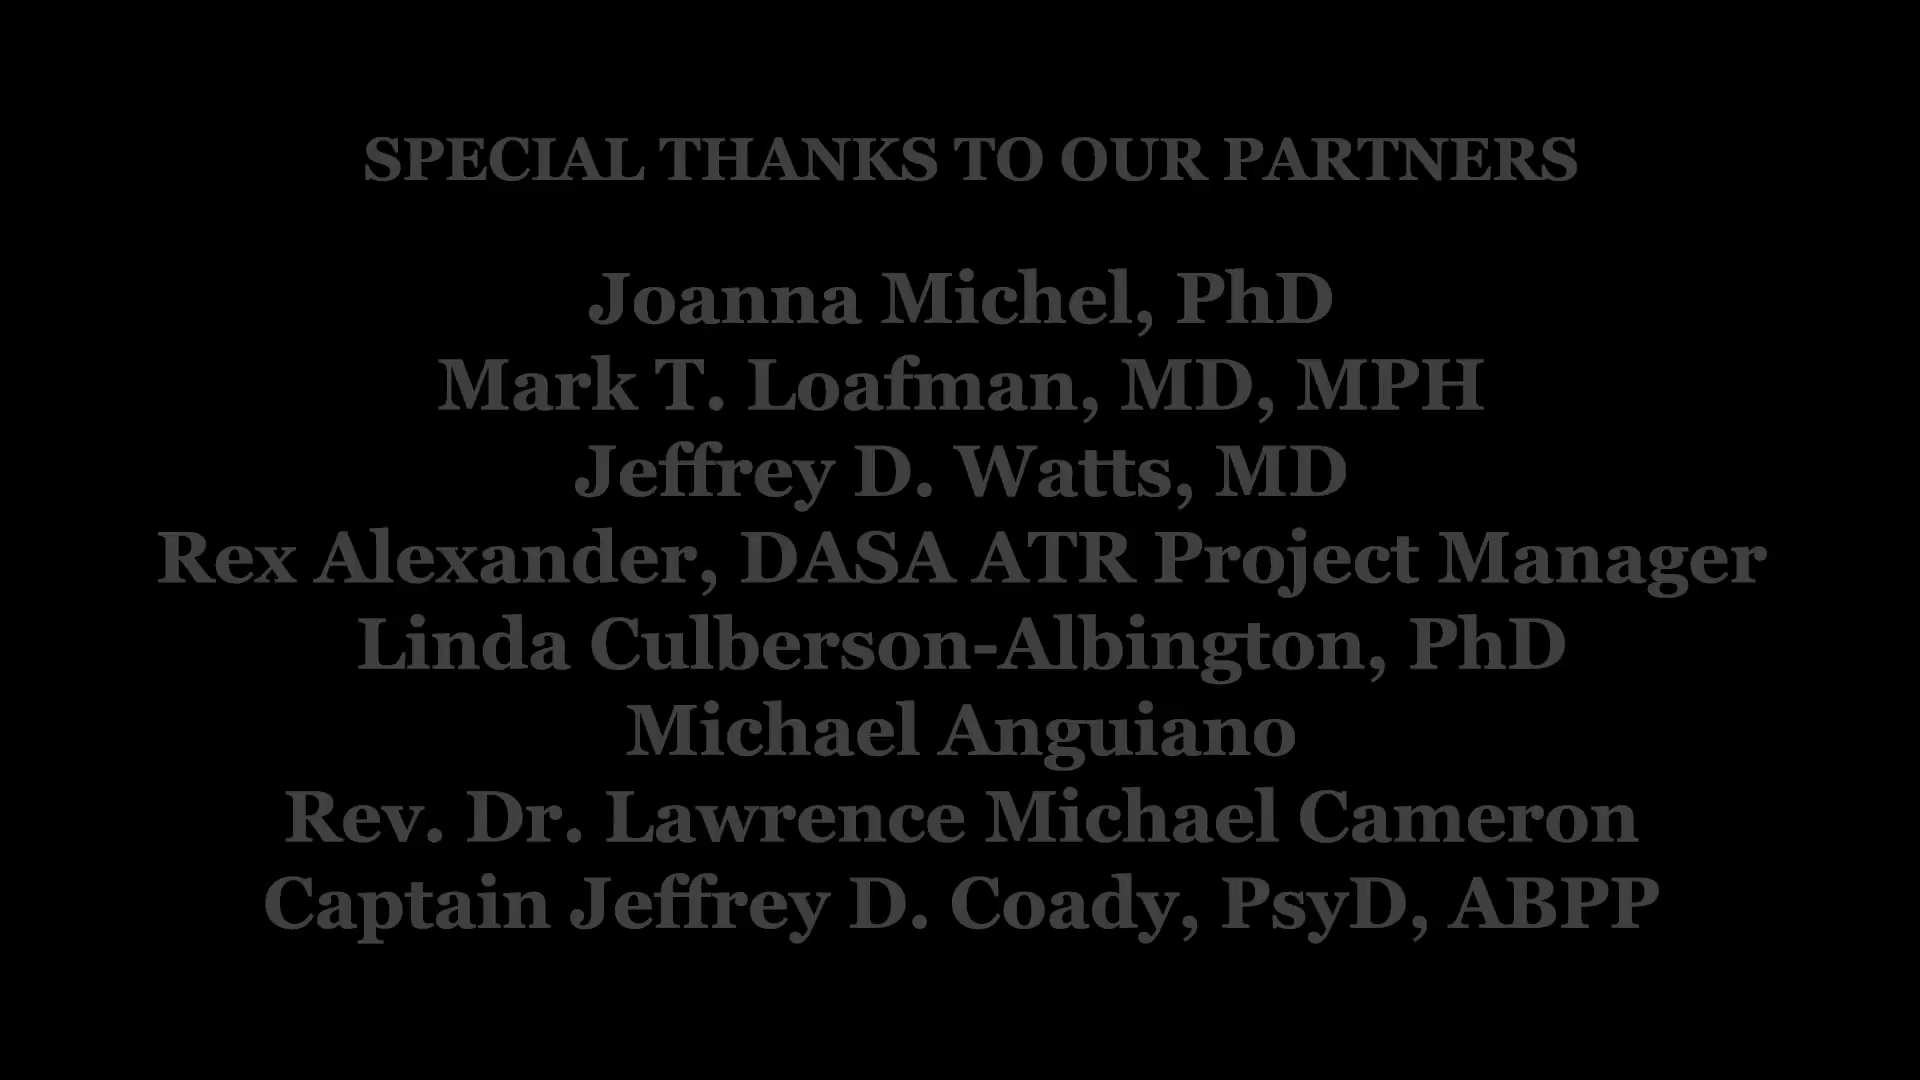 SPECIAL THANKS TO OUR PARTNERS
Joanna Michel, PhD
Mark T. Loafman, MD, MPH
Jeffrey D. Watts, MD
Rex Alexander, DASA ATR Project Manager
Linda Culberson-Albington, PhD
Michael Anguiano
Rev. Dr. Lawrence Michael Cameron
Captain Jeffrey D. Coady, PsyD, ABPP